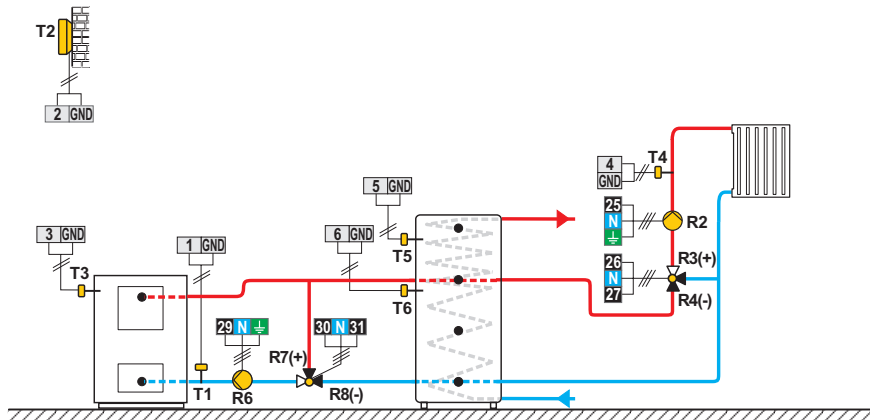 T2
2 GND
4 T4
GND
5 GND
25
N R2
6 GND
3 GND
1 GND
T5
26 R3(+)
N
27 R4(-)
T3
T6
29 N
30 N 31
R7(+)
T1 R6 R8(-)